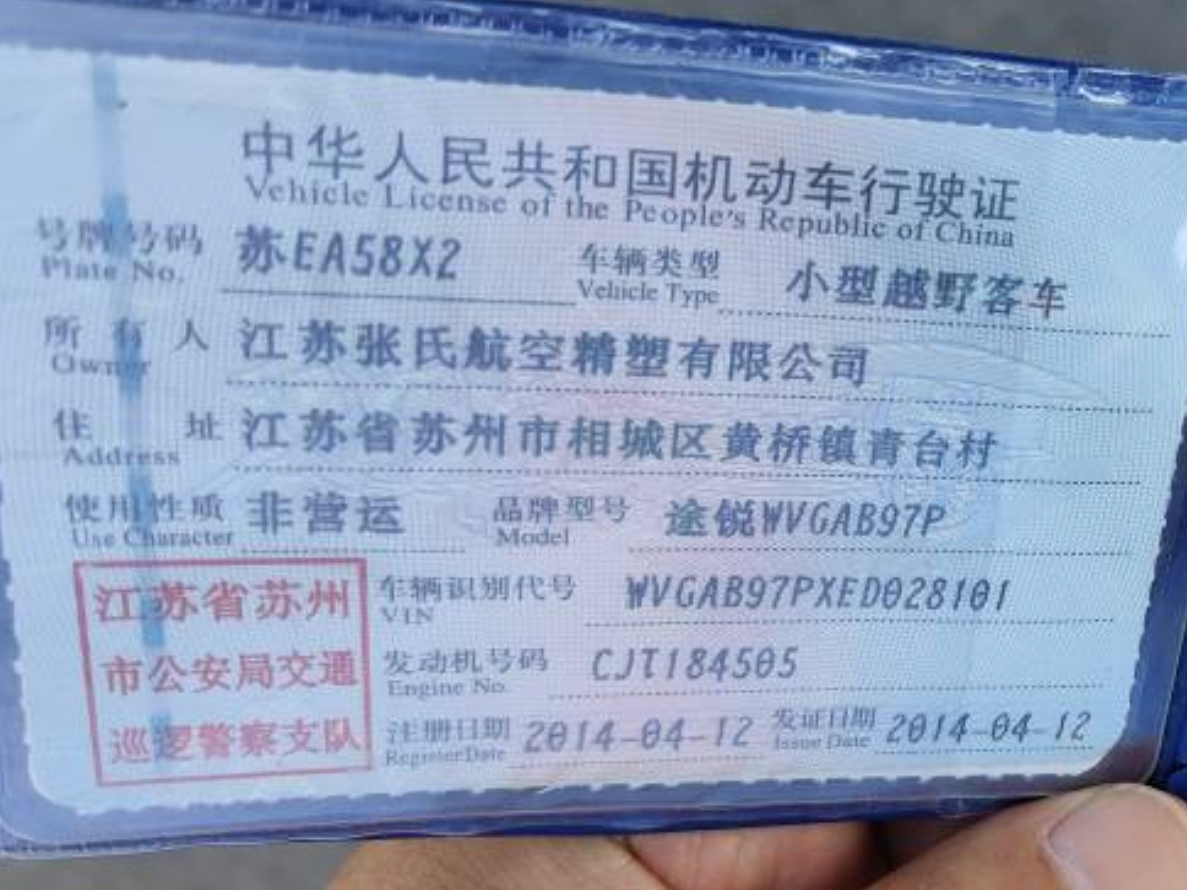 中华人民共和国机动车行驶证
Vehicle License of the People's Republic of China
号牌号码 苏EA58X2 车辆类型 小型越野客车
Plate No. Vehicle Type
所有人 江苏张氏航空精塑有限公司
Owner
住址 江苏省苏州市相城区黄桥镇青台村
Address
使用性质 非营运 品牌型号 途锐WVGAB97P
Use Character Model
江苏省苏州 车辆识别代号 WVGAB97PXED028101
VIN
市公安局交通 发动机号码 CJT184505
Engine No.
巡逻警察支队 注册日期 2014-04-12 发证日期 2014-04-12
Register Date Issue Date